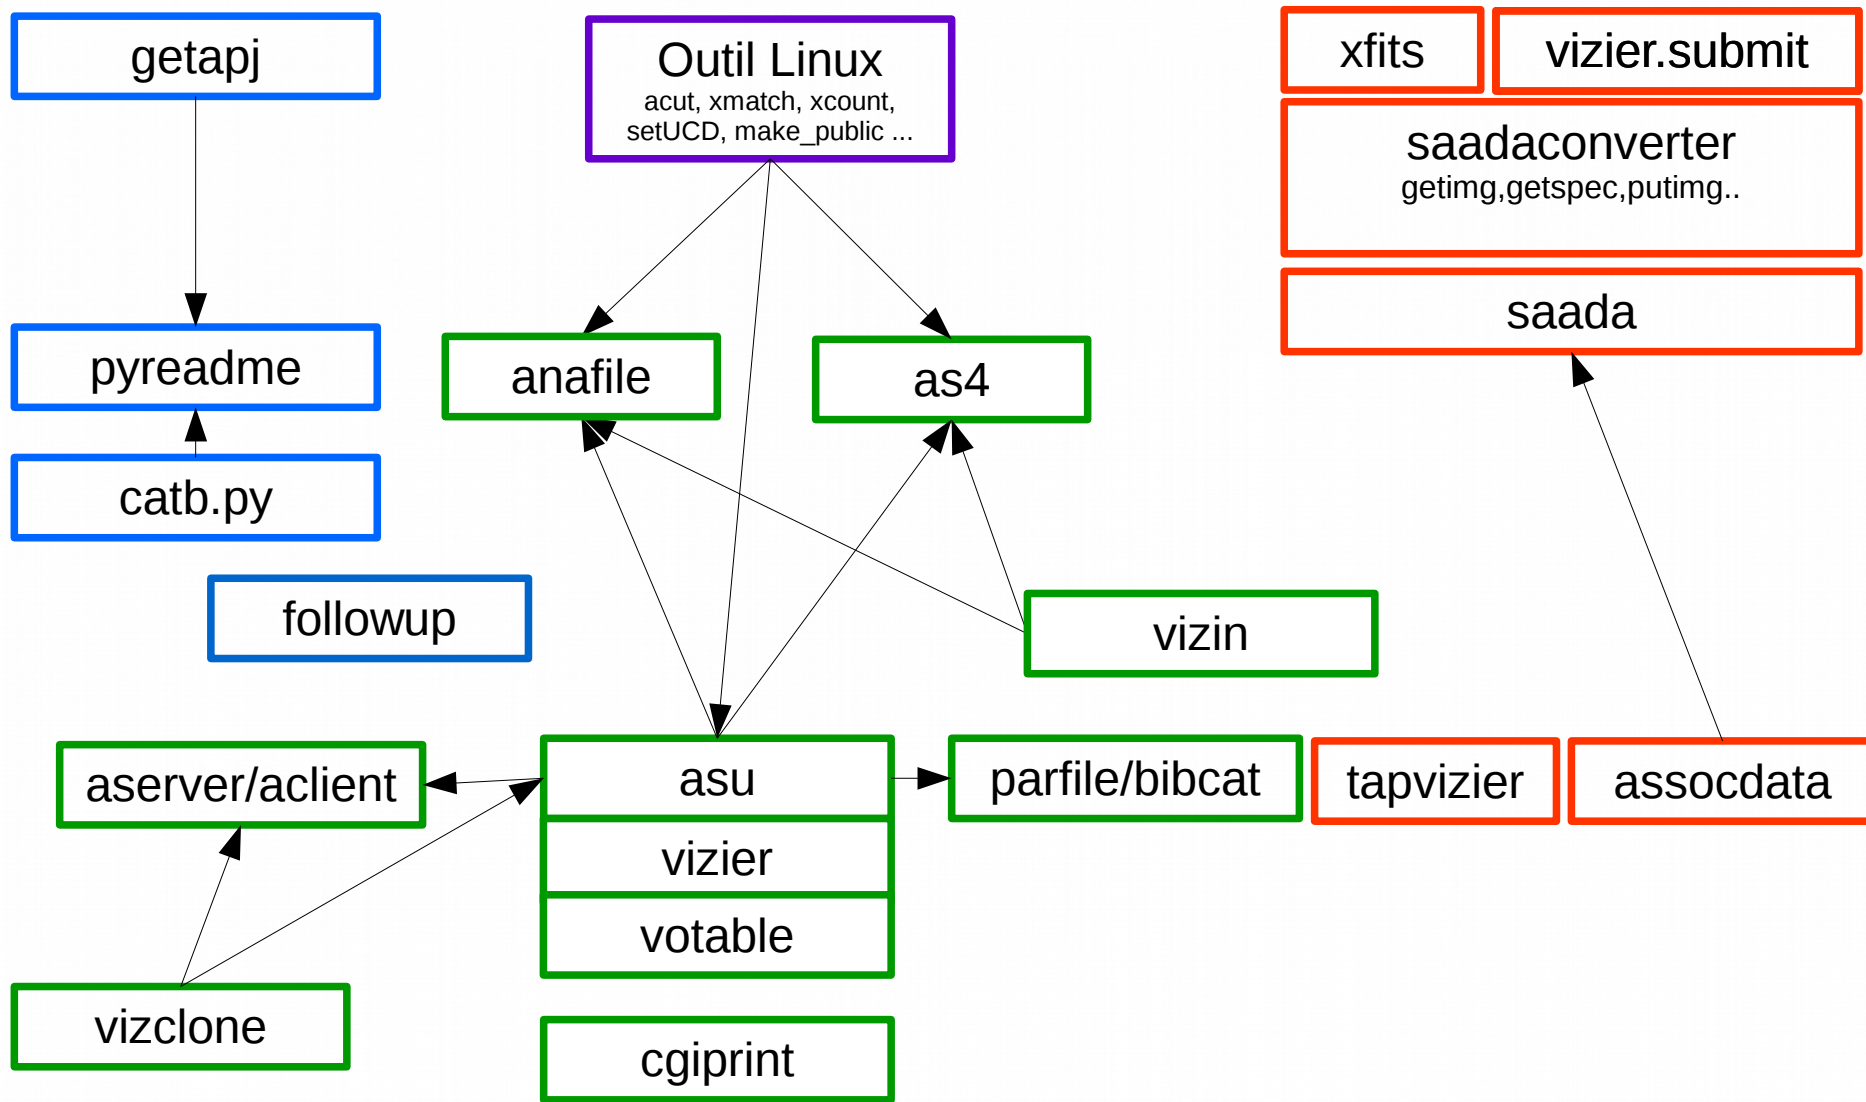 getapj
Outil Linux
acut, xmatch, xcount,
setUCD, make_public ...
xfits
vizier.submit
saadaconverter
getimg,getspec,putimg..
saada
pyreadme
anafile
as4
catb.py
followup
vizin
aserver/aclient
asu
parfile/bibcat
tapvizier
assocdata
vizier
votable
vizclone
cgiprint